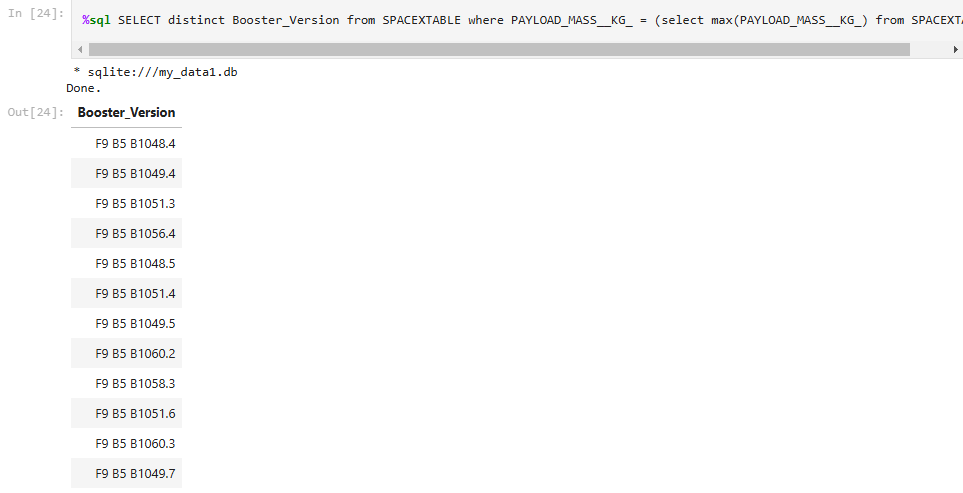 In [24]: %sql SELECT distinct Booster_Version from SPACEXTABLE where PAYLOAD_MASS__KG_ = (select max(PAYLOAD_MASS__KG_) from
* sqlite:///my_data1.db
Done.
Out[24]: Booster_Version
F9 B5 B1048.4
F9 B5 B1049.4
F9 B5 B1051.3
F9 B5 B1056.4
F9 B5 B1048.5
F9 B5 B1051.4
F9 B5 B1049.5
F9 B5 B1060.2
F9 B5 B1058.3
F9 B5 B1051.6
F9 B5 B1060.3
F9 B5 B1049.7